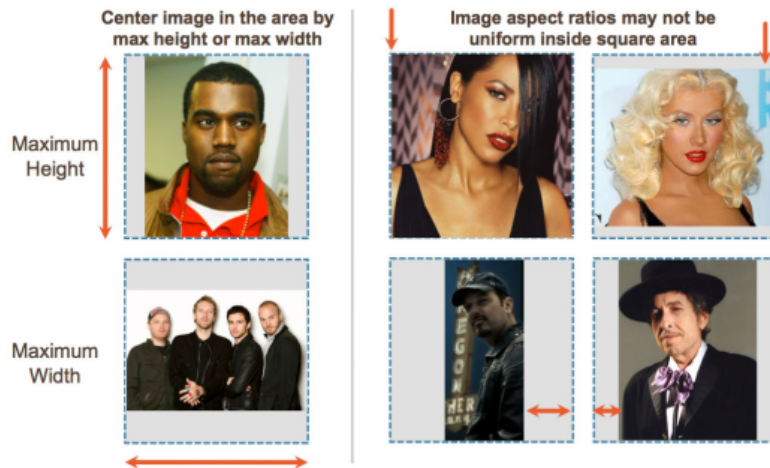 Center image in the area by
max height or max width
Image aspect ratios may not be
uniform inside square area
Maximum
Height
Maximum
Width